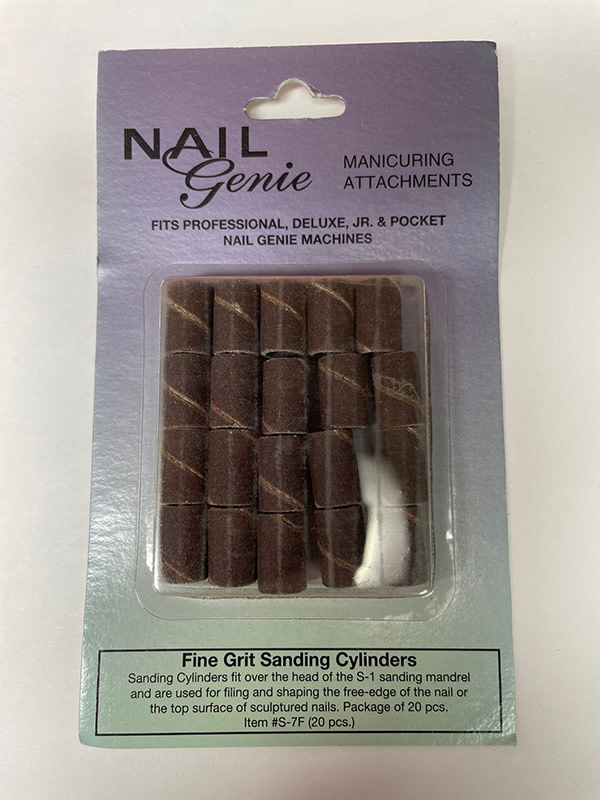 NAIL
Genie
MANICURING
ATTACHMENTS
FITS PROFESSIONAL, DELUXE, JR. & POCKET
NAIL GENIE MACHINES
Fine Grit Sanding Cylinders
Sanding Cylinders fit over the head of the S-1 sanding mandrel
and are used for filing and shaping the free-edge of the nail or
the top surface of sculptured nails. Package of 20 pcs.
Item #S-7F (20 pcs.)